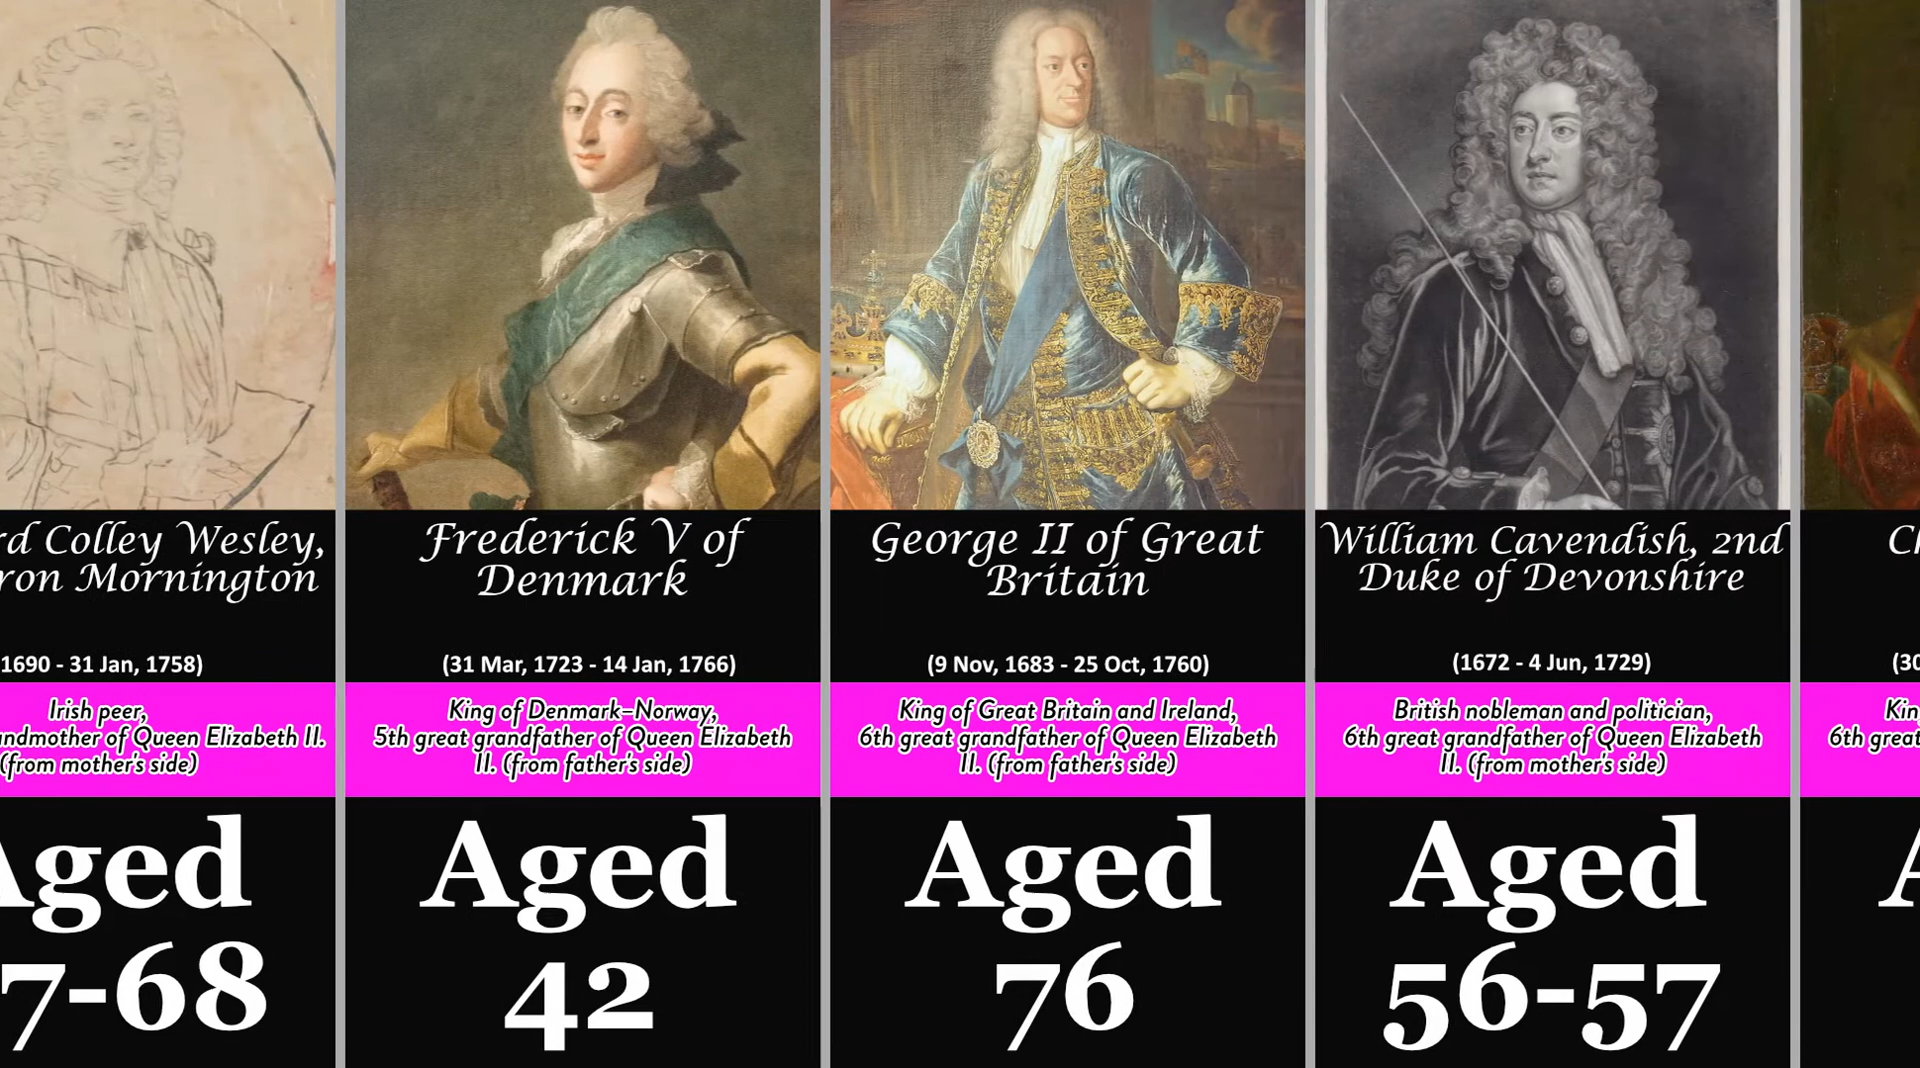 Colley Wesley,
Mornington
1690 - 31 Jan, 1758)
Irish peer,
of Queen Elizabeth II.
(from mother's side)
Aged
7-68
Frederick V of
Denmark
(31 Mar, 1723 - 14 Jan, 1766)
King of Denmark–Norway,
5th great grandfather of Queen Elizabeth
II. (from father's side)
Aged
42
George II of Great
Britain
(9 Nov, 1683 - 25 Oct, 1760)
King of Great Britain and Ireland,
6th great grandfather of Queen Elizabeth
II. (from father's side)
Aged
76
William Cavendish, 2nd
Duke of Devonshire
(1672 - 4 Jun, 1729)
British nobleman and politician,
6th great grandfather of Queen Elizabeth
II. (from mother's side)
Aged
56-57
(30
6th great